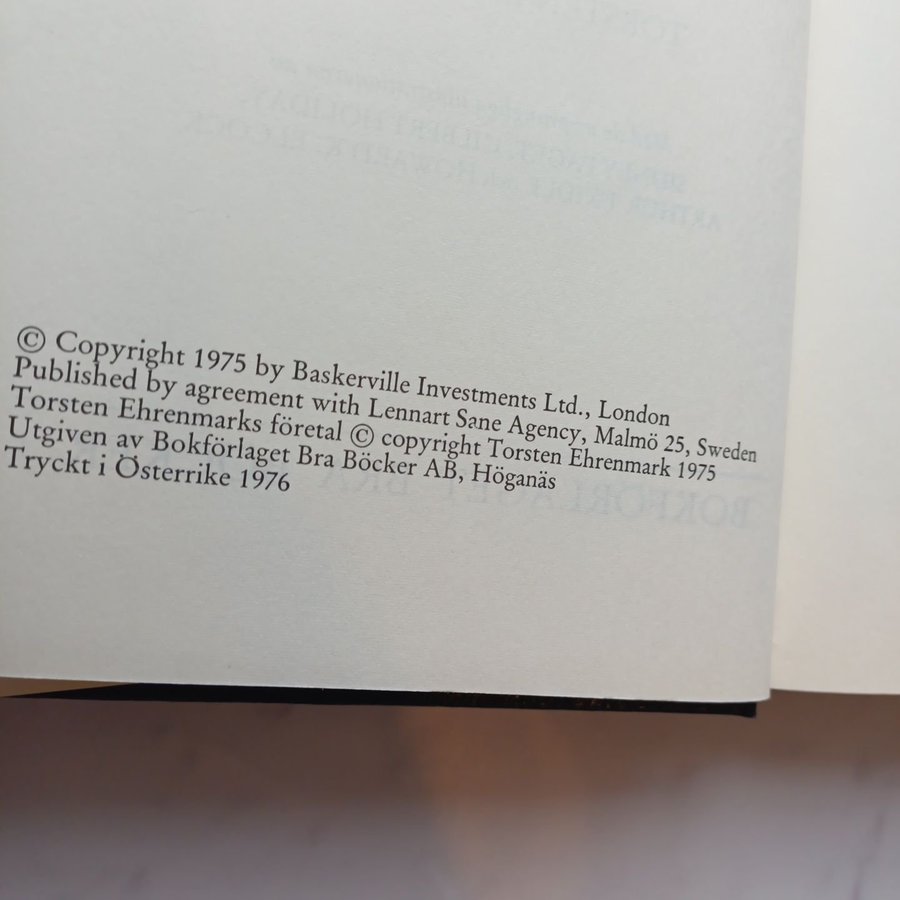 © Copyright 1975 by Baskerville Investments Ltd., London
Published by agreement with Lennart Sane Agency, Malmö 25, Sweden
Torsten Ehrenmarks företal © copyright Torsten Ehrenmark 1975
Utgiven av Bokförlaget Bra Böcker AB, Höganäs
Tryckt i Österrike 1976